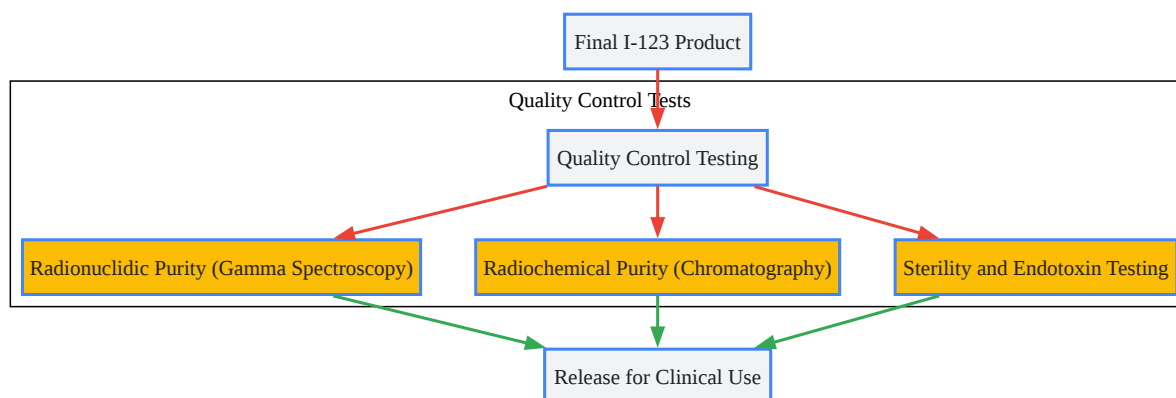 Final I-123 Product
Quality Control Tests
Quality Control Testing
Radionuclidic Purity (Gamma Spectroscopy)
Radiochemical Purity (Chromatography)
Sterility and Endotoxin Testing
Release for Clinical Use